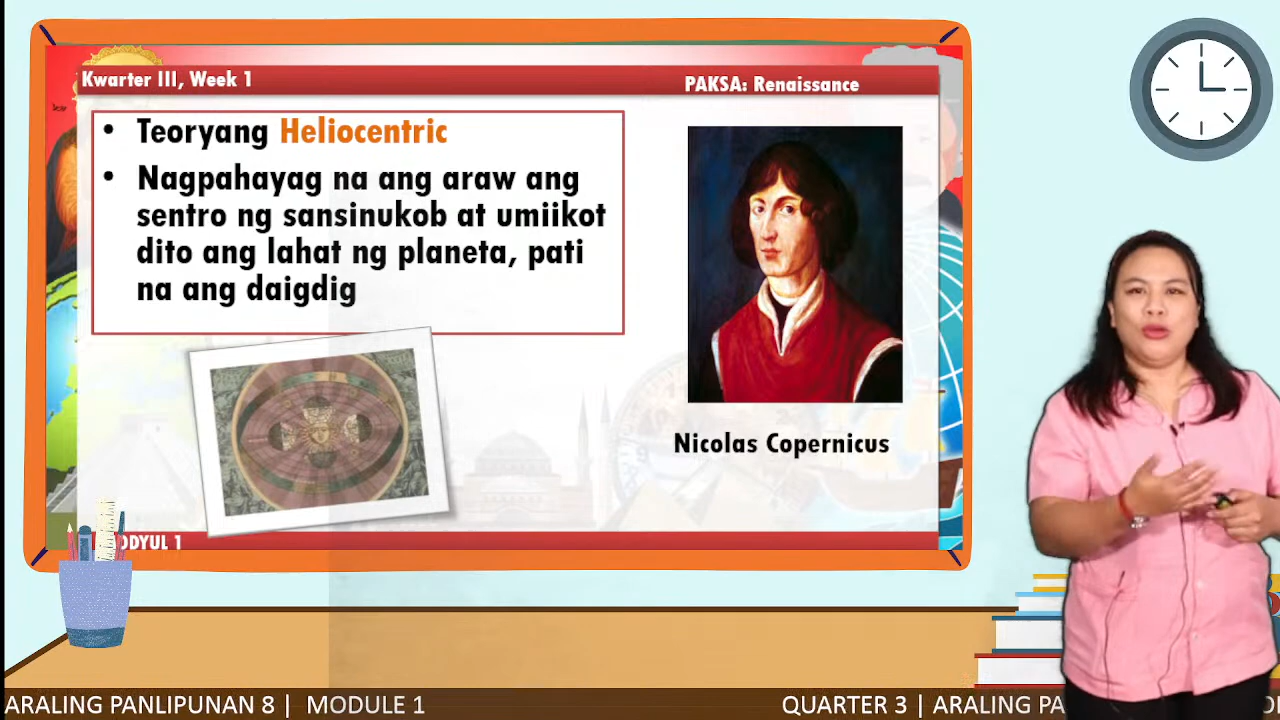 Kwarter III, Week 1
PAKSA: Renaissance
• Teoryang Heliocentric
• Nagpahayag na ang araw ang
sentro ng sansinukob at umiikot
dito ang lahat ng planeta, pati
na ang daigdig
Nicolas Copernicus
ODYUL 1
ARALING PANLIPUNAN 8 | MODULE 1
QUARTER 3 | ARALING PA